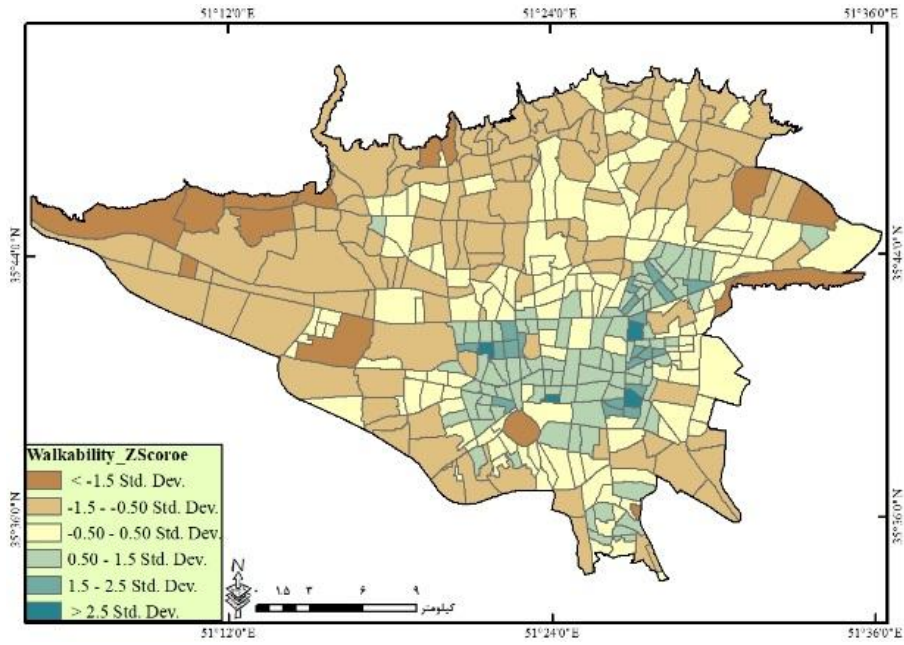 51°12'0"E 51°24'0"E 51°36'0"E
35°44'0"N 35°44'0"N
35°36'0"N 35°36'0"N
Walkability_ZScoroe
< -1.5 Std. Dev.
-1.5 - -0.50 Std. Dev.
-0.50 - 0.50 Std. Dev.
0.50 - 1.5 Std. Dev.
1.5 - 2.5 Std. Dev.
> 2.5 Std. Dev.
N
۰ ۱.۵ ۳ ۶ ۹
کیلومتر
51°12'0"E 51°24'0"E 51°36'0"E